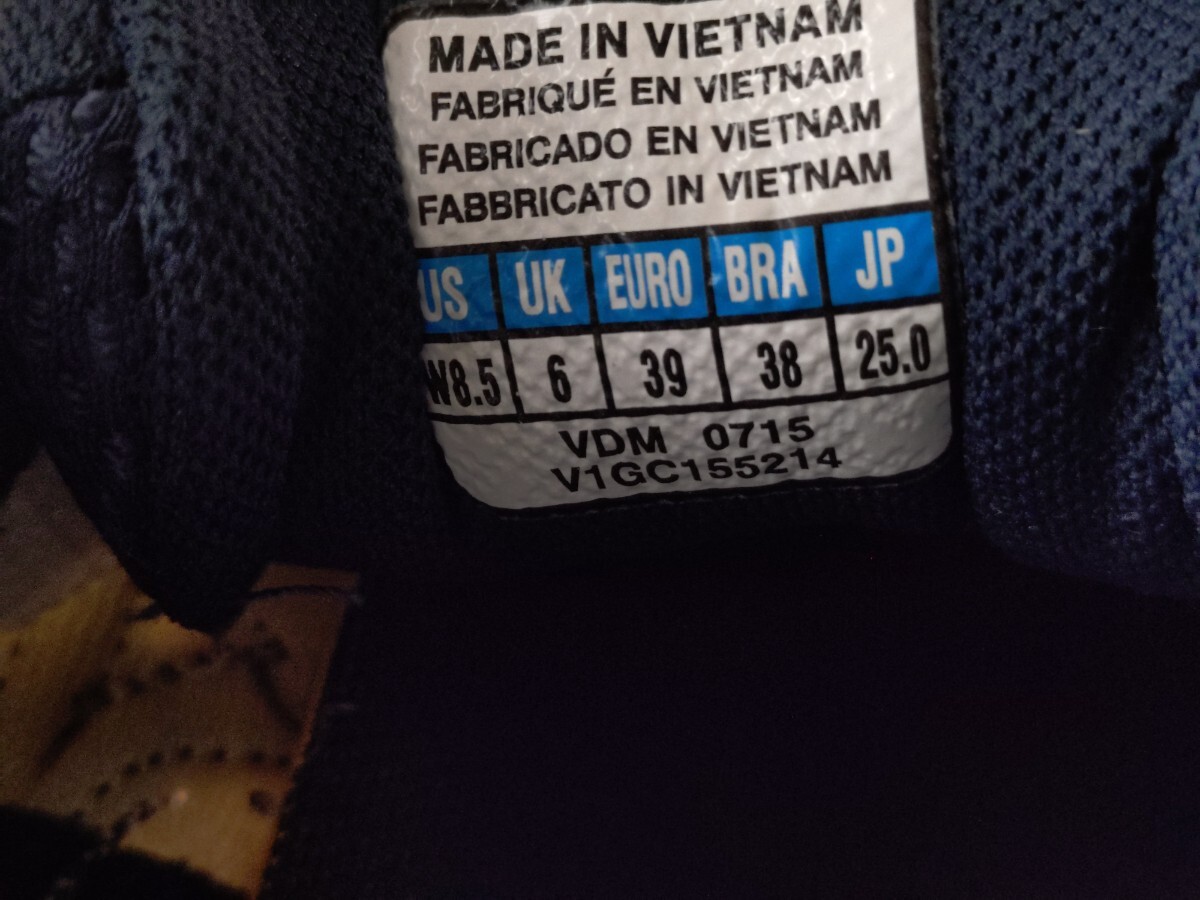 MADE IN VIETNAM
FABRIQUÉ EN VIETNAM
FABRICADO EN VIETNAM
FABBRICATO IN VIETNAM
US UK EURO BRA JP
W8.5 6 39 38 25.0
VDM 0715
V1GC155214